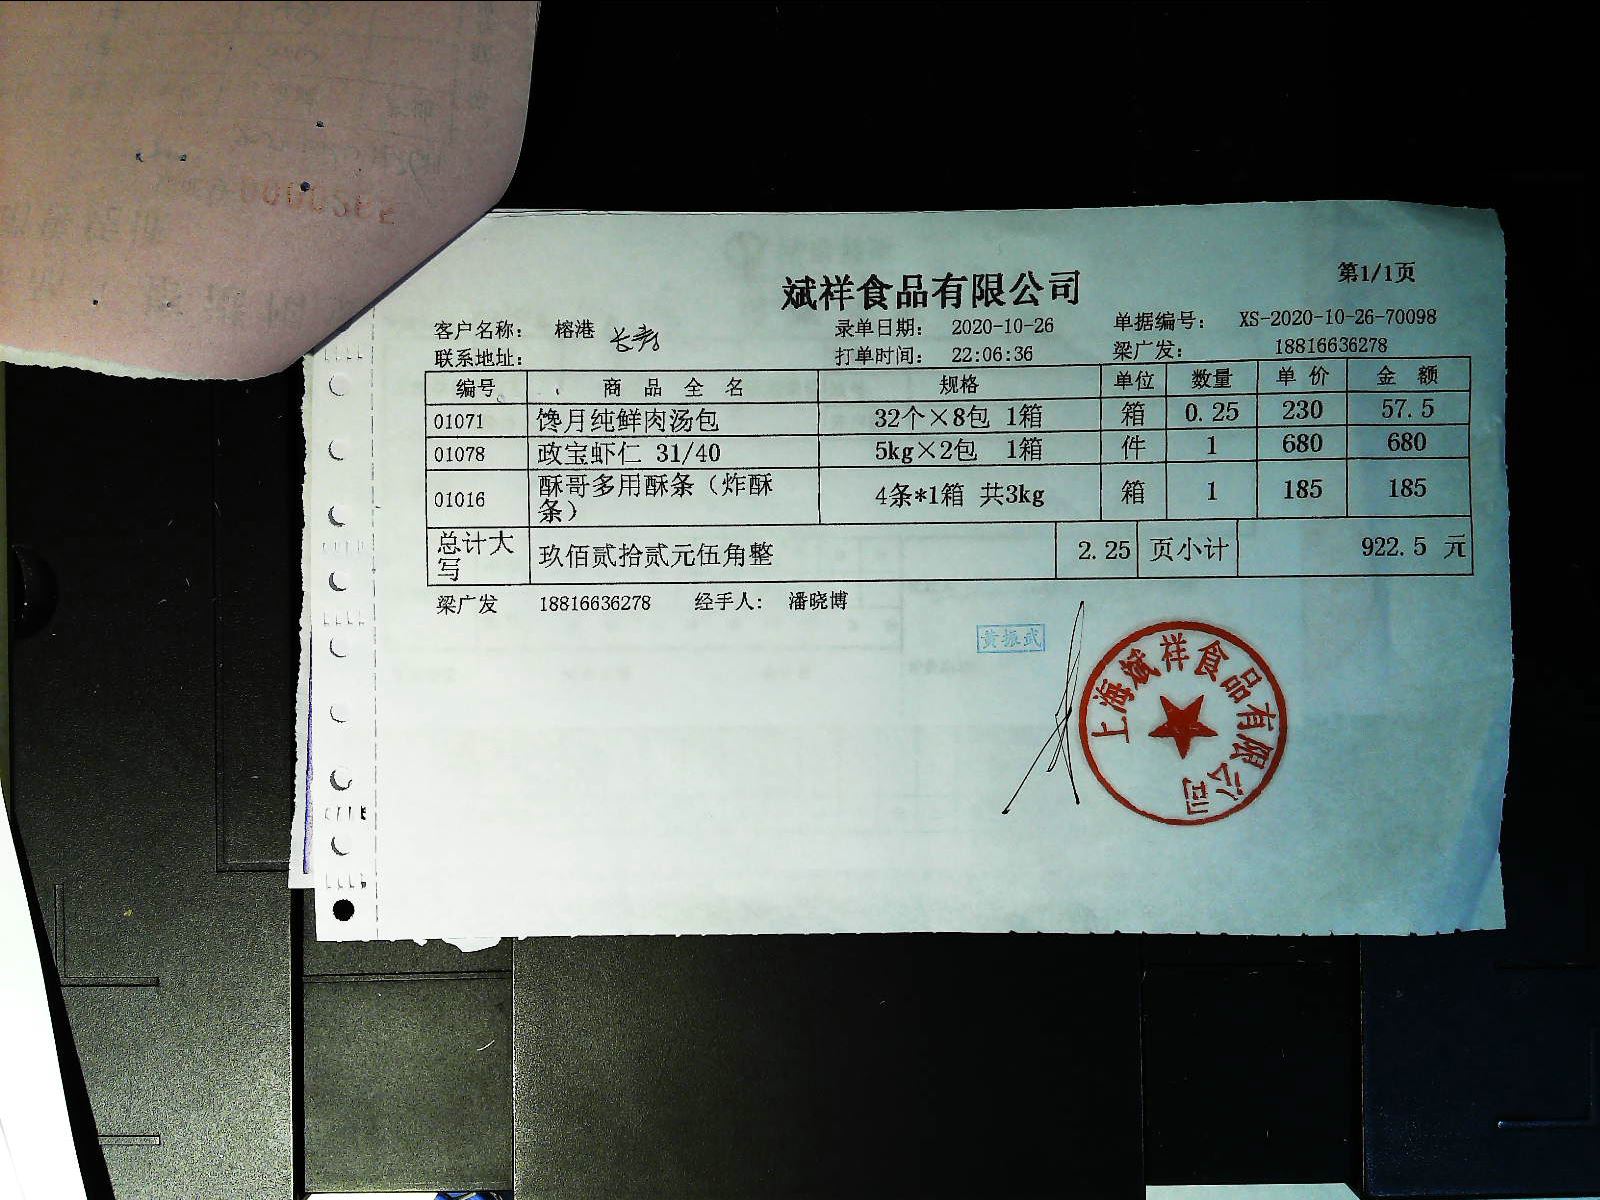 斌祥食品有限公司
第1/1页
客户名称： 榕港 长寿 录单日期： 2020-10-26 单据编号： XS-2020-10-26-70098
联系地址： 打单时间： 22:06:36 梁广发： 18816636278
编号 商品全名 规格 单位 数量 单价 金额
01071 馋月纯鲜肉汤包 32个×8包 1箱 箱 0.25 230 57.5
01078 政宝虾仁 31/40 5kg×2包 1箱 件 1 680 680
01016 酥哥多用酥条（炸酥条） 4条*1箱 共3kg 箱 1 185 185
总计大写 玖佰贰拾贰元伍角整 2.25 页小计 922.5 元
梁广发 18816636278 经手人： 潘晓博
黄振武
上海斌祥食品有限公司